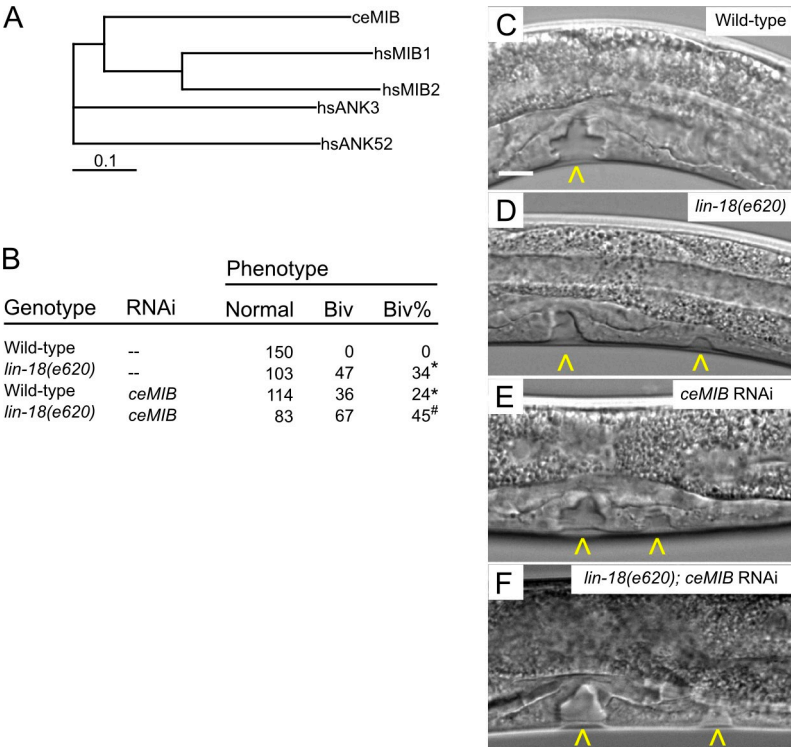 A
ceMIB
hsMIB1
hsMIB2
hsANK3
hsANK52
0.1
B
Phenotype
Genotype RNAi Normal Biv Biv%
Wild-type -- 150 0 0
lin-18(e620) -- 103 47 34*
Wild-type ceMIB 114 36 24*
lin-18(e620) ceMIB 83 67 45#
C Wild-type
D lin-18(e620)
E ceMIB RNAi
F lin-18(e620); ceMIB RNAi